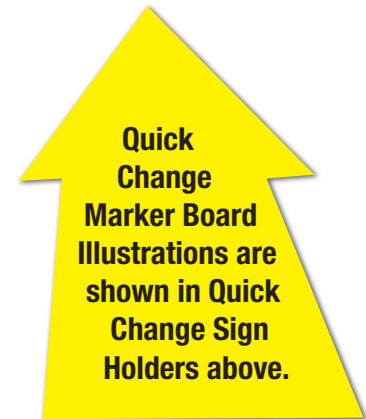 Quick
Change
Marker Board
Illustrations are
shown in Quick
Change Sign
Holders above.